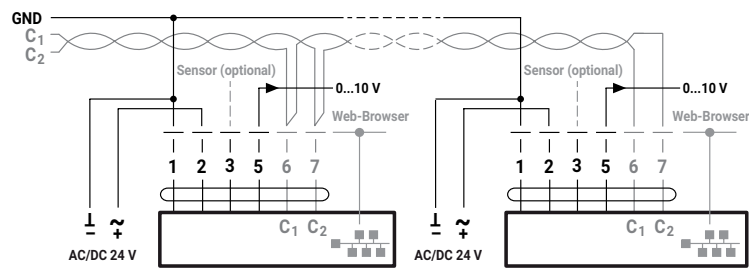 GND
C1
C2
Sensor (optional) Sensor (optional)
0...10 V 0...10 V
Web-Browser Web-Browser
1 2 3 5 6 7 1 2 3 5 6 7
⊥ ~ ⊥ ~
− + − +
C1 C2 C1 C2
AC/DC 24 V AC/DC 24 V